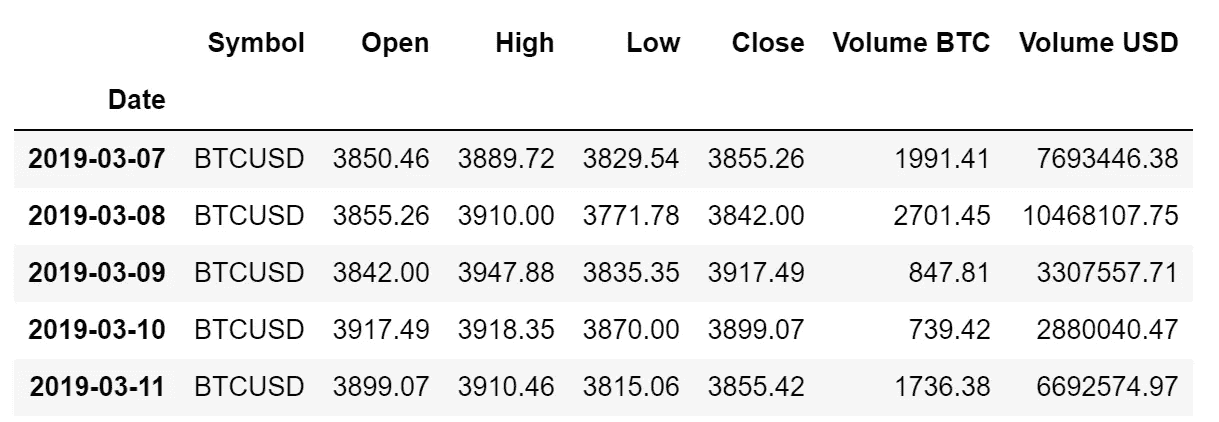 Symbol Open High Low Close Volume BTC Volume USD
Date
2019-03-07 BTCUSD 3850.46 3889.72 3829.54 3855.26 1991.41 7693446.38
2019-03-08 BTCUSD 3855.26 3910.00 3771.78 3842.00 2701.45 10468107.75
2019-03-09 BTCUSD 3842.00 3947.88 3835.35 3917.49 847.81 3307557.71
2019-03-10 BTCUSD 3917.49 3918.35 3870.00 3899.07 739.42 2880040.47
2019-03-11 BTCUSD 3899.07 3910.46 3815.06 3855.42 1736.38 6692574.97